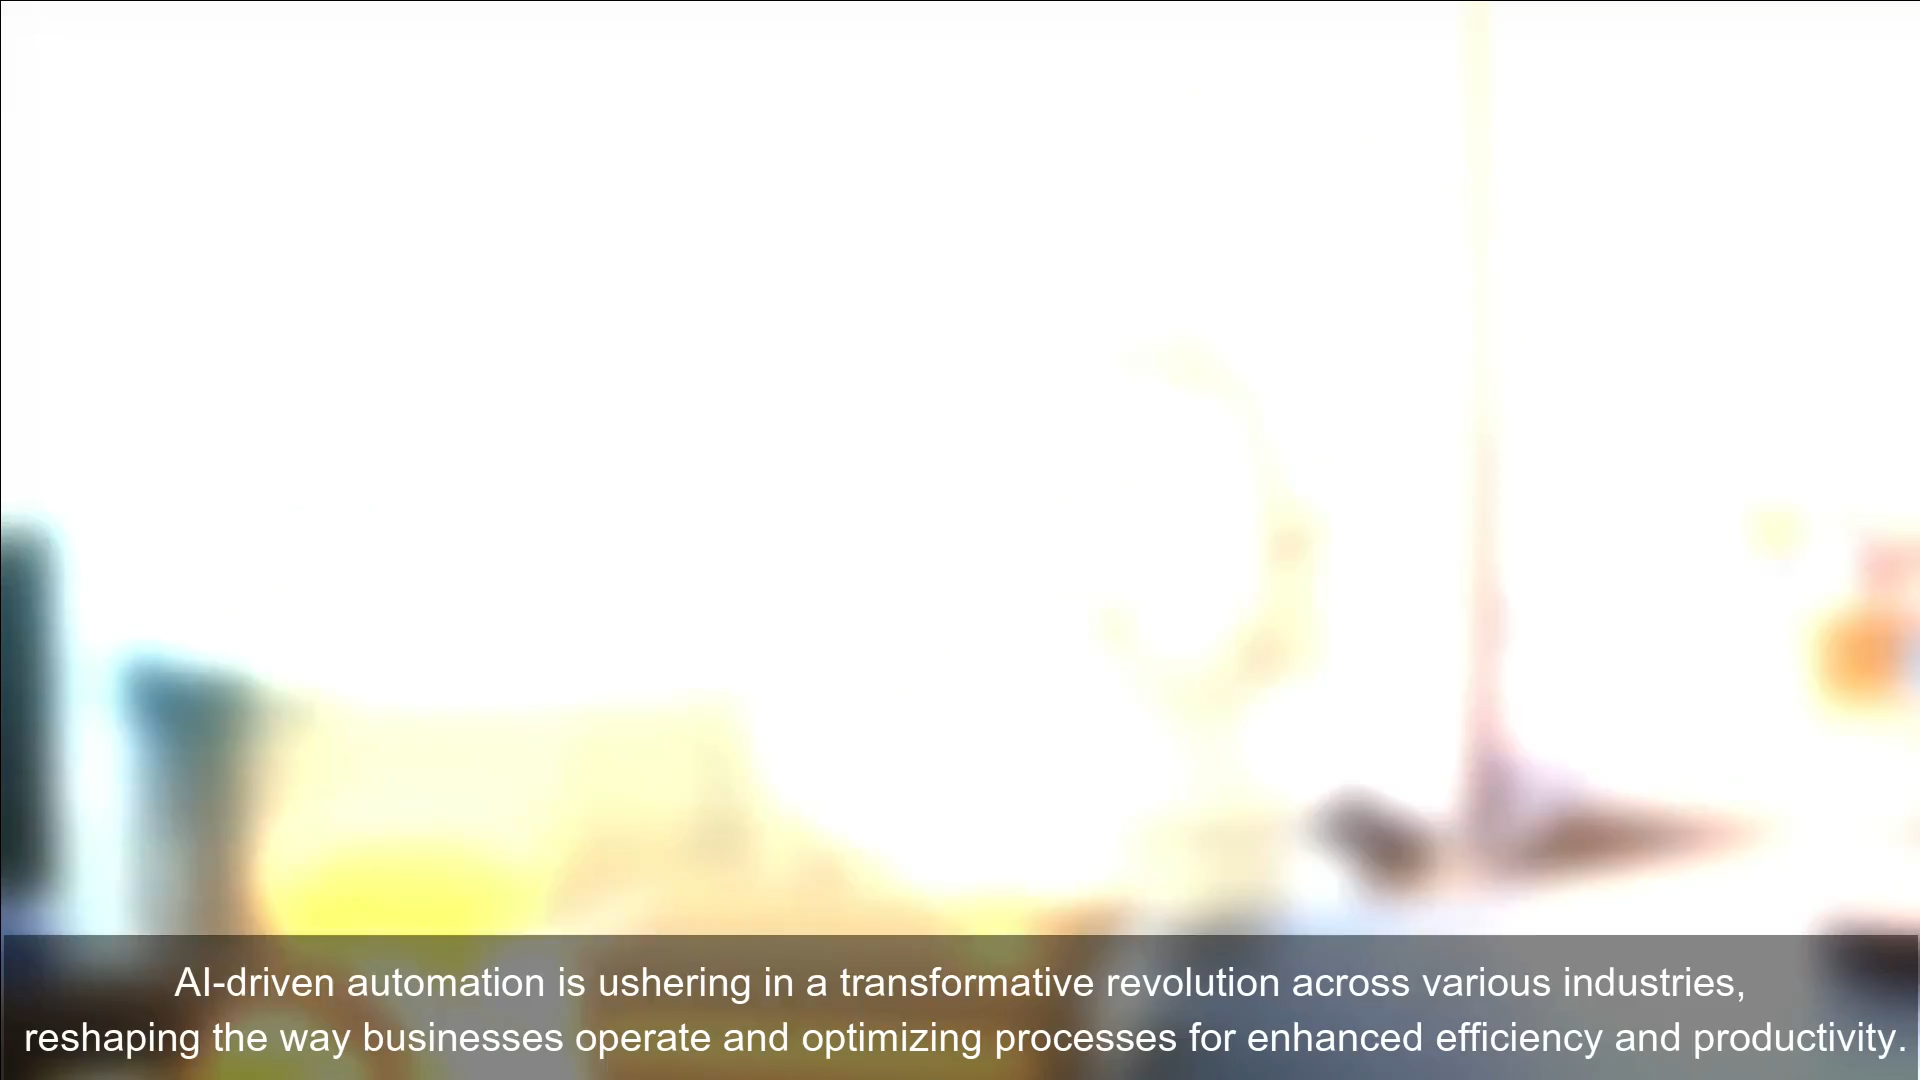 AI-driven automation is ushering in a transformative revolution across various industries,
reshaping the way businesses operate and optimizing processes for enhanced efficiency and productivity.